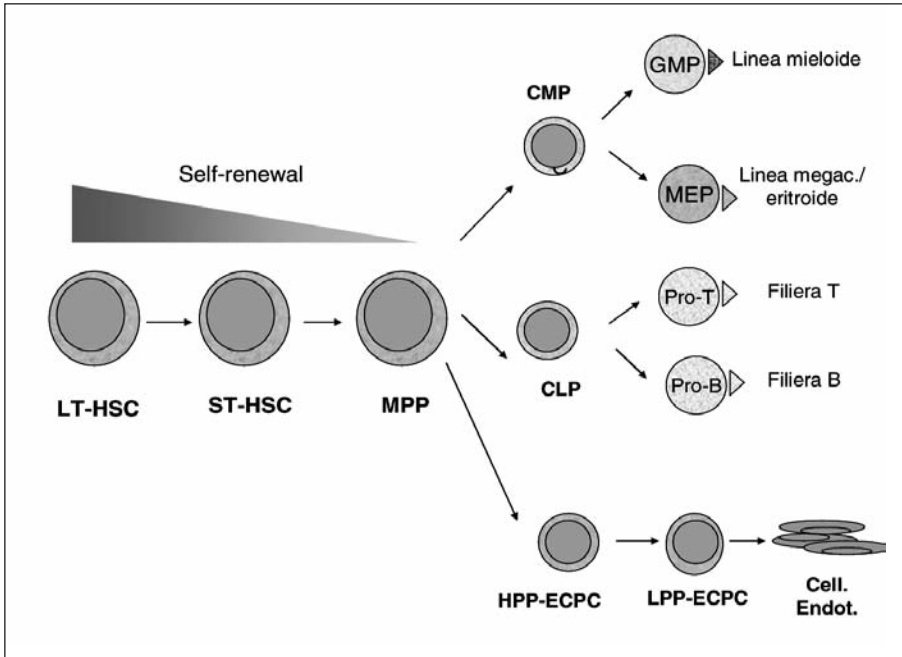 GMP
Linea mieloide
CMP
Self-renewal
MEP
Linea megac./
eritroide
Pro-T
Filiera T
Pro-B
Filiera B
LT-HSC
ST-HSC
MPP
CLP
HPP-ECPC
LPP-ECPC
Cell.
Endot.